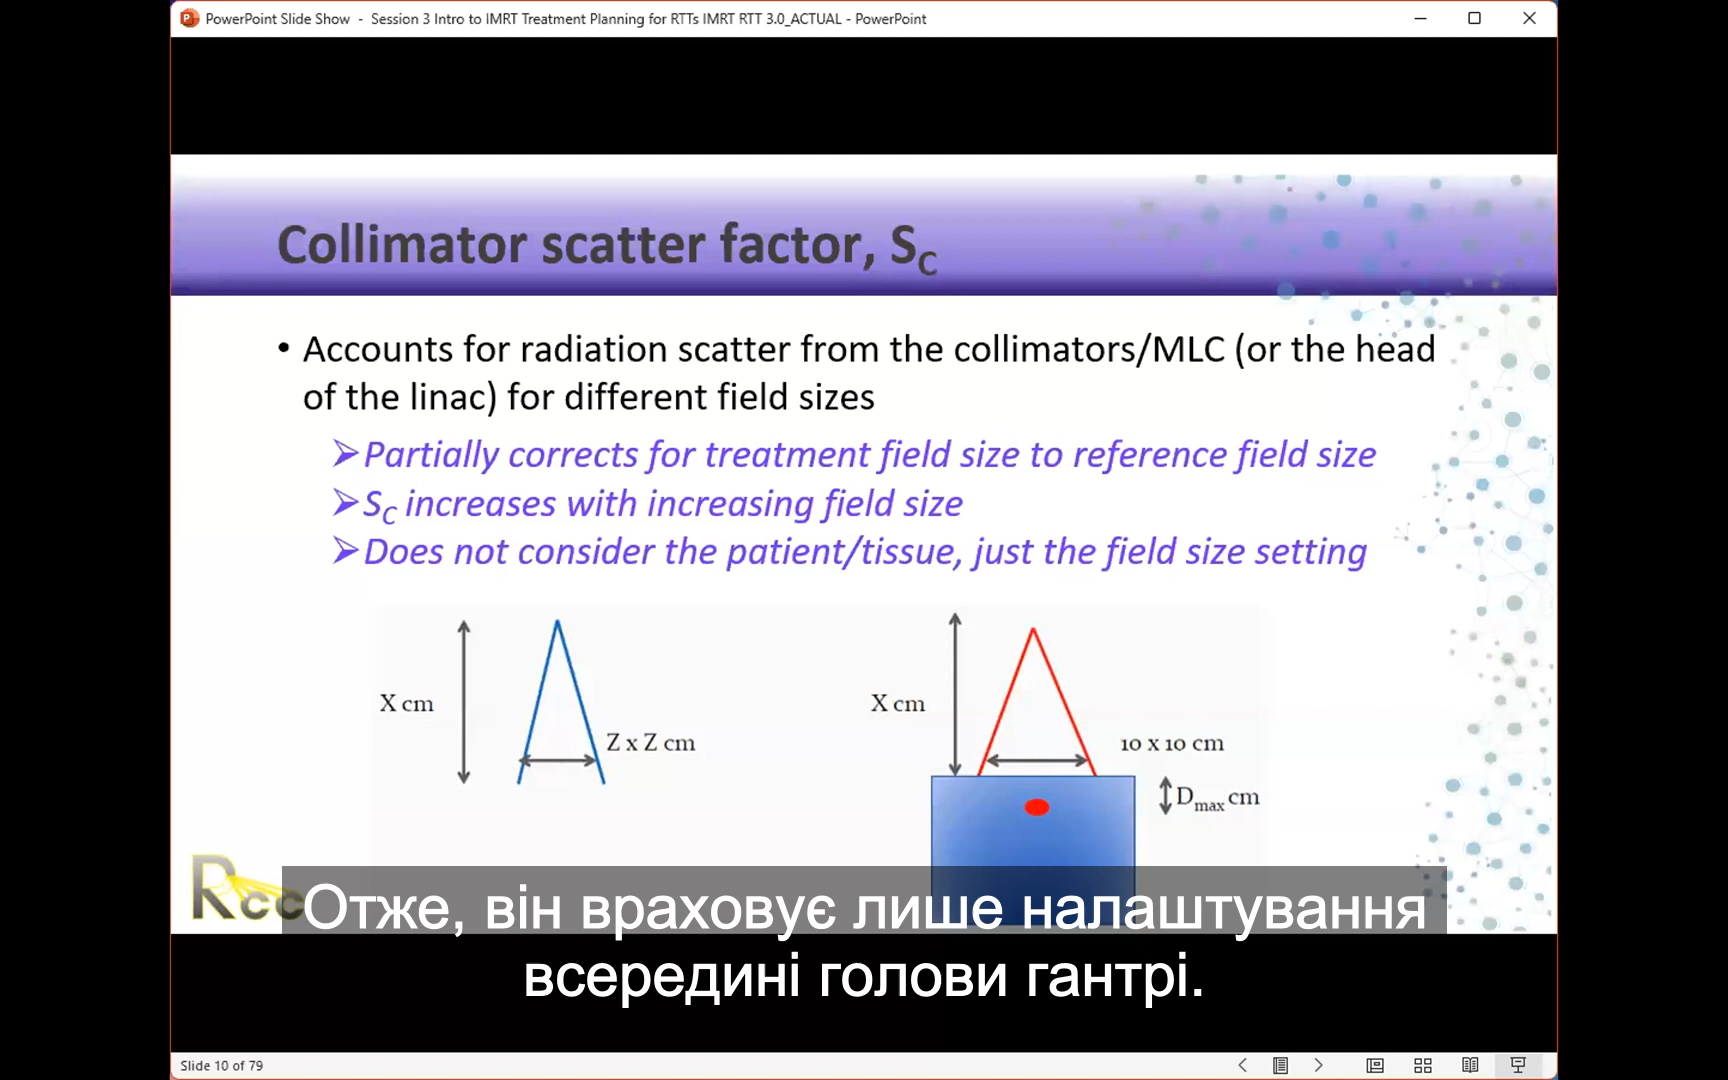 PowerPoint Slide Show - Session 3 Intro to IMRT Treatment Planning for RTTs IMRT RTT 3.0_ACTUAL - PowerPoint
Collimator scatter factor, SC
• Accounts for radiation scatter from the collimators/MLC (or the head
of the linac) for different field sizes
➢Partially corrects for treatment field size to reference field size
➢SC increases with increasing field size
➢Does not consider the patient/tissue, just the field size setting
X cm
Z x Z cm
X cm
10 x 10 cm
Dmax cm
Rcc
Отже, він враховує лише налаштування
всередині голови гантрі.
Slide 10 of 79